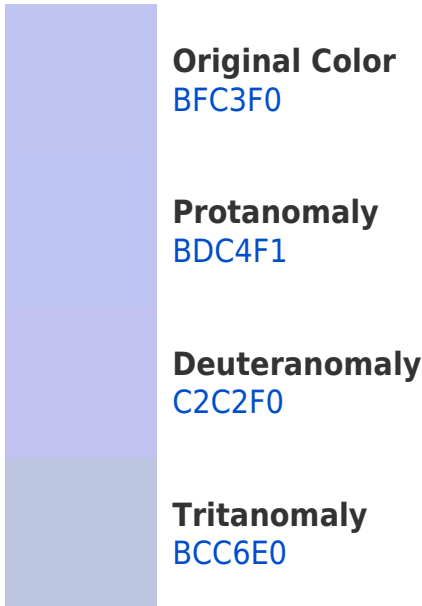 Original Color
BFC3F0
Protanomaly
BDC4F1
Deuteranomaly
C2C2F0
Tritanomaly
BCC6E0